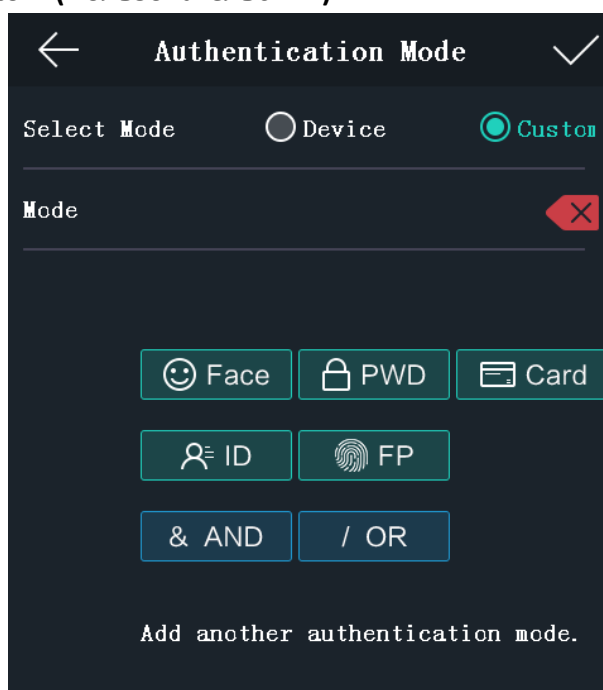 Authentication Mode
Select Mode Device Custom
Mode
Face PWD Card
ID FP
& AND / OR
Add another authentication mode.